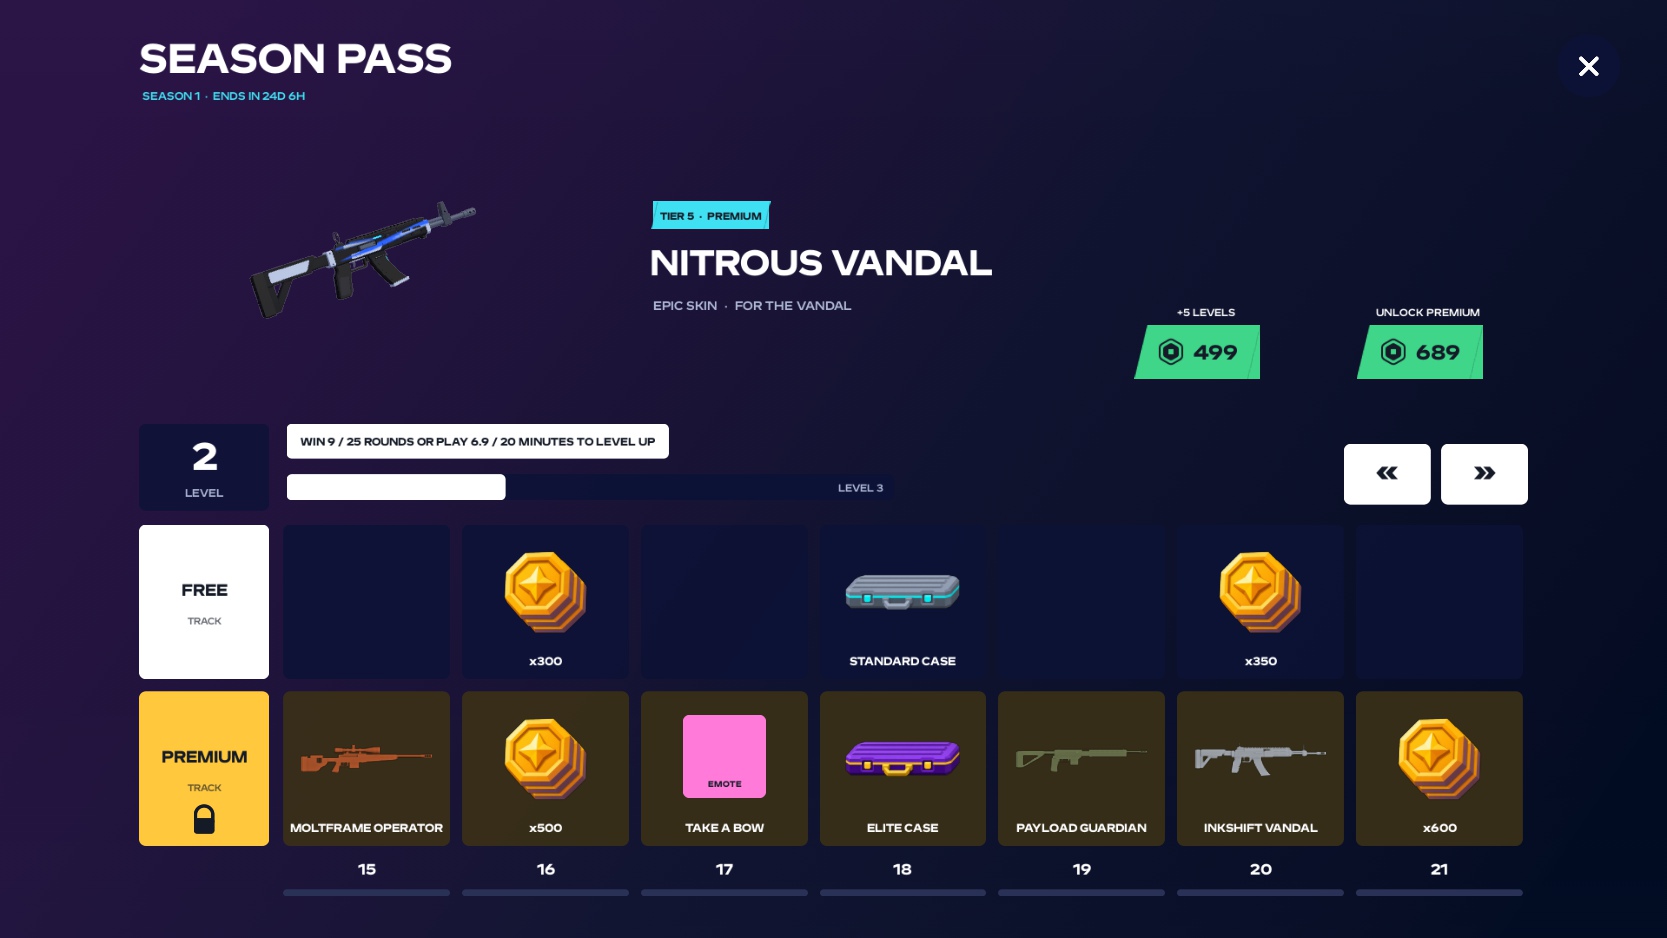 SEASON PASS
SEASON 1 · ENDS IN 24D 6H
TIER 5 · PREMIUM
NITROUS VANDAL
EPIC SKIN · FOR THE VANDAL
+5 LEVELS
499
UNLOCK PREMIUM
689
2
LEVEL
WIN 9 / 25 ROUNDS OR PLAY 6.9 / 20 MINUTES TO LEVEL UP
LEVEL 3
FREE
TRACK
x300
STANDARD CASE
x350
PREMIUM
TRACK
MOLTFRAME OPERATOR
x500
EMOTE
TAKE A BOW
ELITE CASE
PAYLOAD GUARDIAN
INKSHIFT VANDAL
x600
15
16
17
18
19
20
21